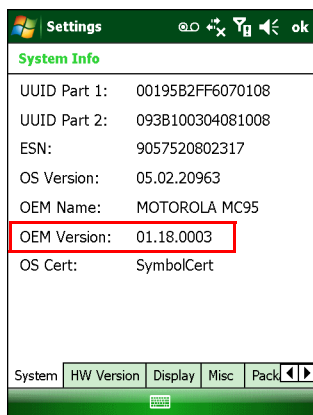 Settings ok
System Info
UUID Part 1: 00195B2FF6070108
UUID Part 2: 093B100304081008
ESN: 9057520802317
OS Version: 05.02.20963
OEM Name: MOTOROLA MC95
OEM Version: 01.18.0003
OS Cert: SymbolCert
System HW Version Display Misc Pack